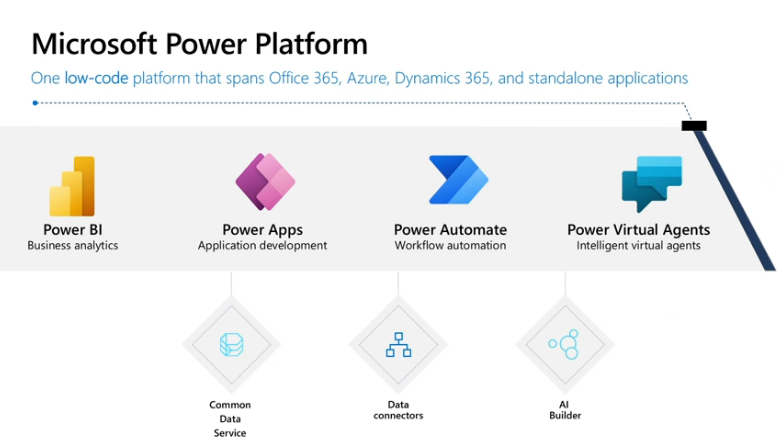 Microsoft Power Platform
One low-code platform that spans Office 365, Azure, Dynamics 365, and standalone applications
Power BI
Business analytics
Power Apps
Application development
Power Automate
Workflow automation
Power Virtual Agents
Intelligent virtual agents
Common
Data
Service
Data
connectors
AI
Builder